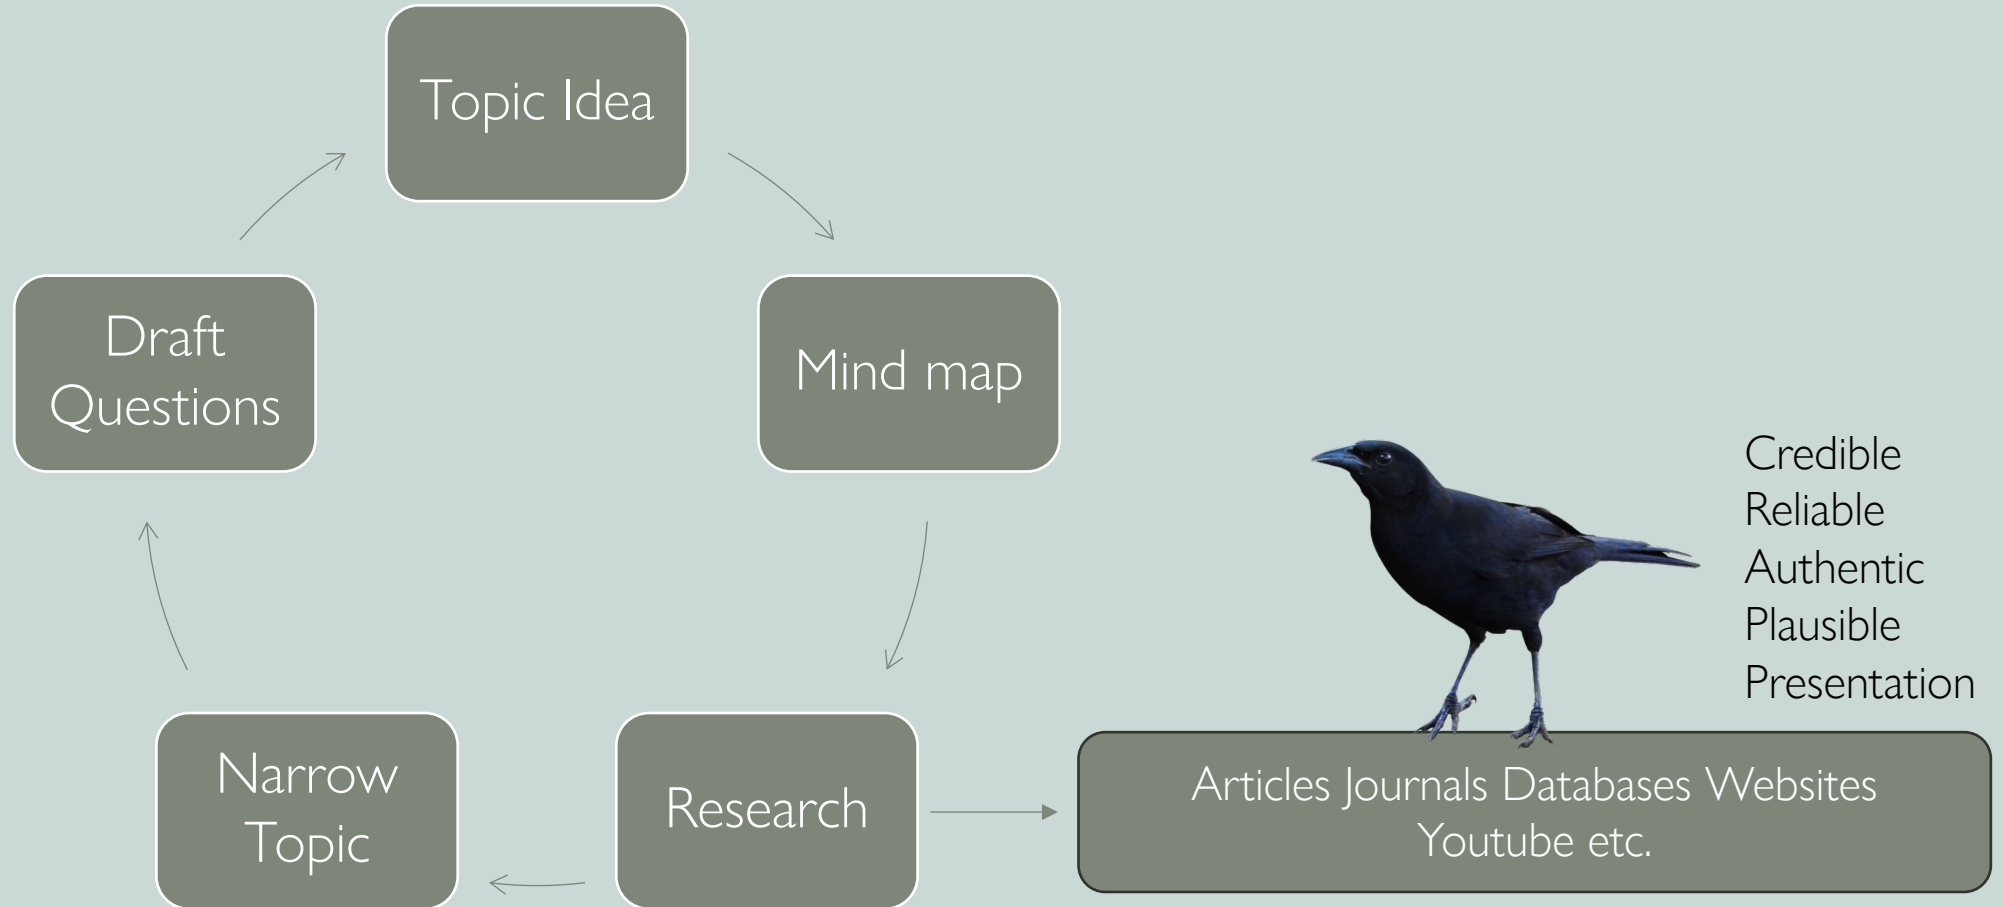 Topic Idea
Mind map
Research
Narrow
Topic
Draft
Questions
Credible
Reliable
Authentic
Plausible
Presentation
Articles Journals Databases Websites
Youtube etc.